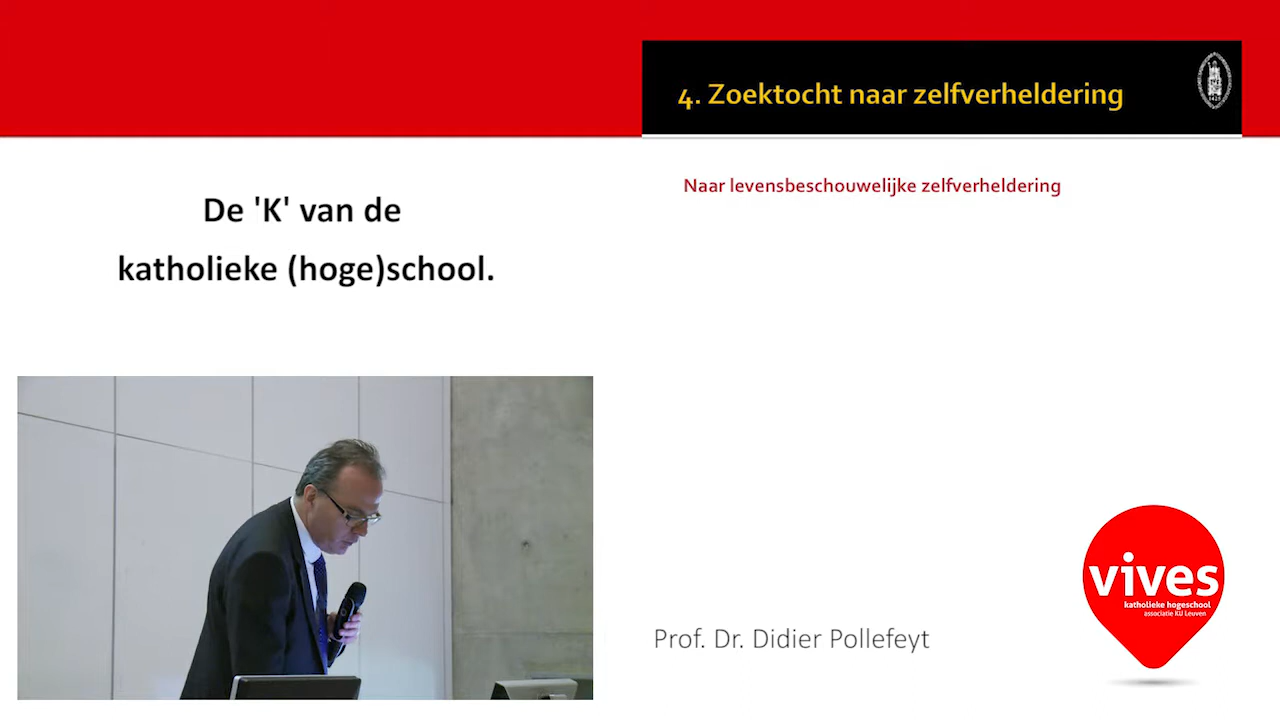 4. Zoektocht naar zelfverheldering
Naar levensbeschouwelijke zelfverheldering
De 'K' van de
katholieke (hoge)school.
Prof. Dr. Didier Pollefeyt
vives
katholieke hogeschool
associatie KU Leuven